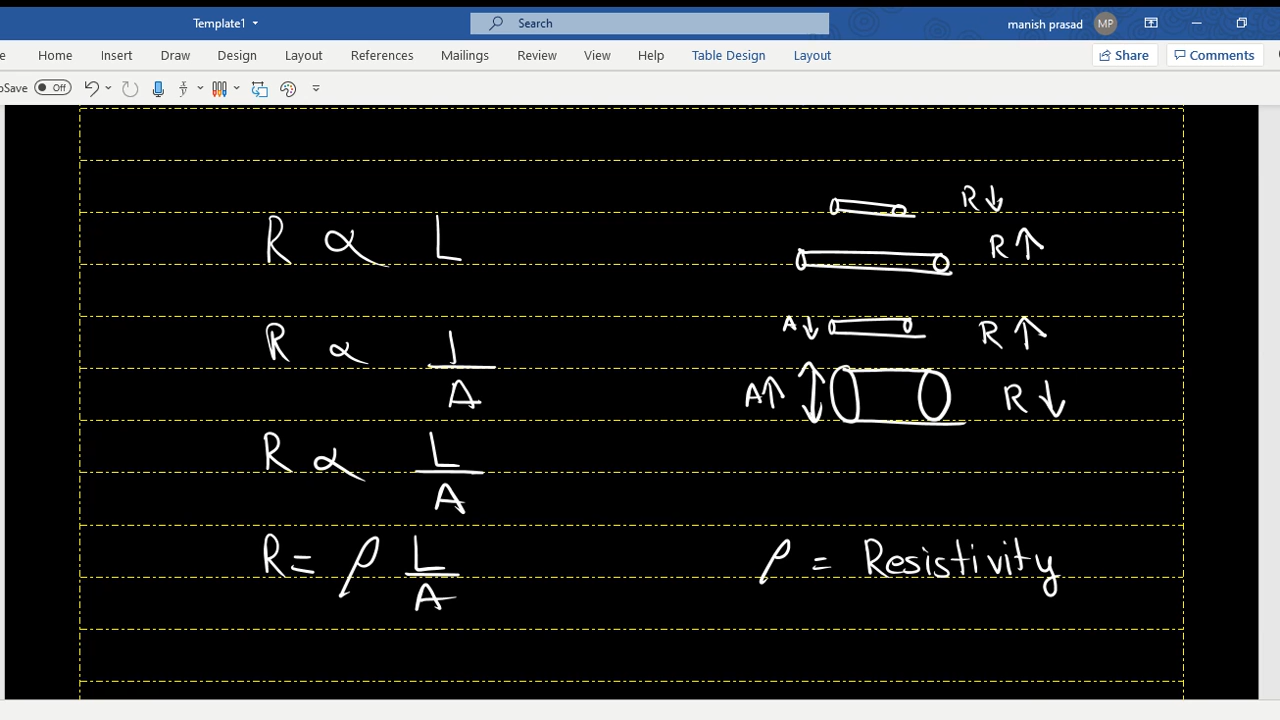 Template1
Search
manish prasad
MP
e Home Insert Draw Design Layout References Mailings Review View Help Table Design Layout Share Comments
oSave Off
R ∝ L
R ↓
R ↑
R ∝ 1/A
A ↓ R ↑
A ↑ R ↓
R ∝ L/A
R = ρ L/A
ρ = Resistivity